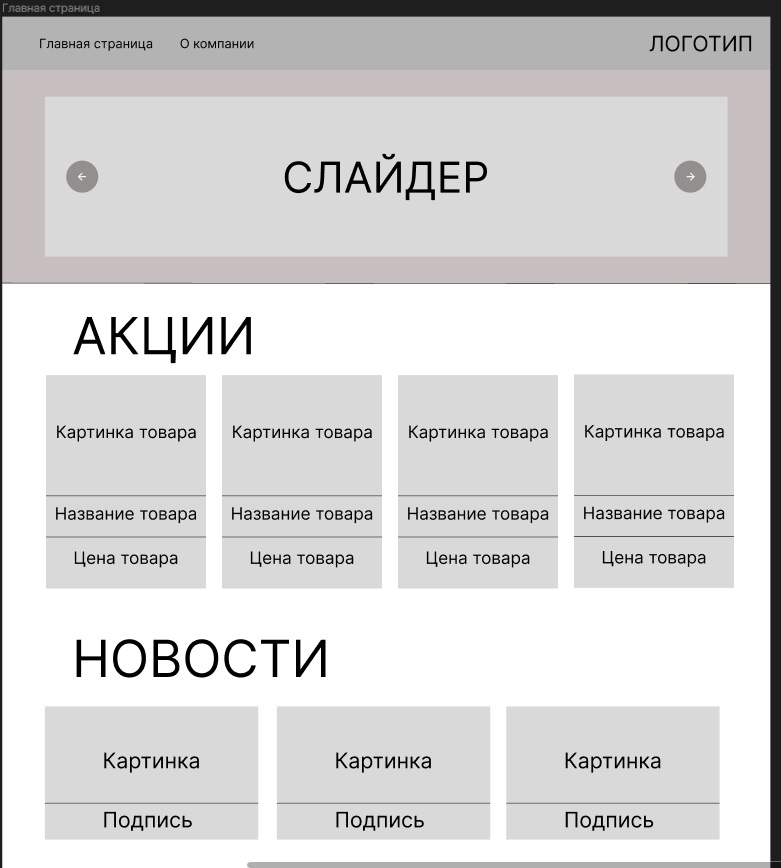 Главная страница
Главная страница О компании ЛОГОТИП
СЛАЙДЕР
АКЦИИ
Картинка товара Картинка товара Картинка товара Картинка товара
Название товара Название товара Название товара Название товара
Цена товара Цена товара Цена товара Цена товара
НОВОСТИ
Картинка Картинка Картинка
Подпись Подпись Подпись